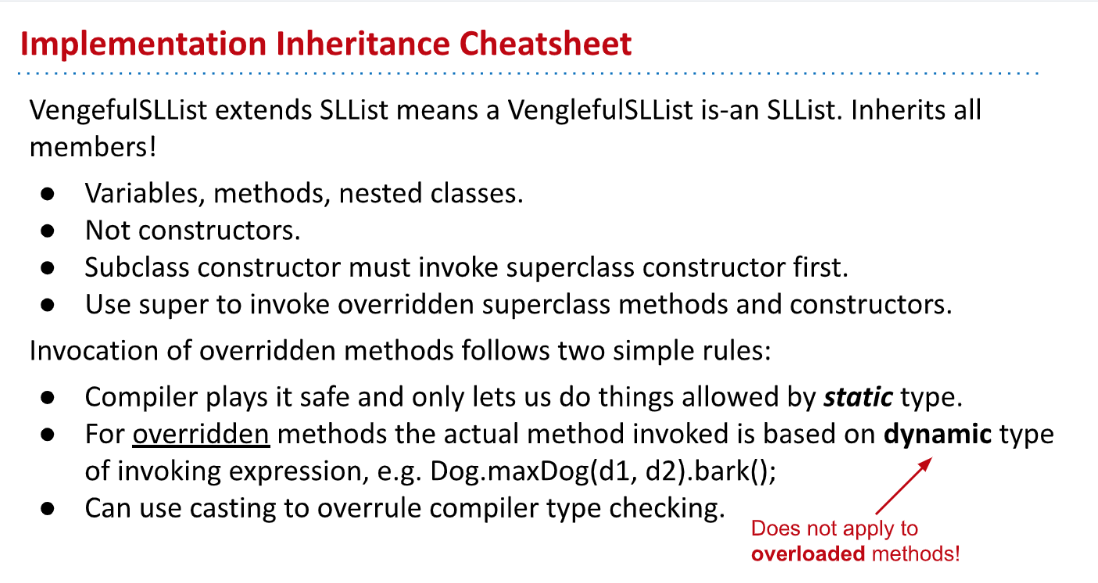 Implementation Inheritance Cheatsheet
VengefulSLList extends SLList means a VenglefulSLList is-an SLList. Inherits all
members!
● Variables, methods, nested classes.
● Not constructors.
● Subclass constructor must invoke superclass constructor first.
● Use super to invoke overridden superclass methods and constructors.
Invocation of overridden methods follows two simple rules:
● Compiler plays it safe and only lets us do things allowed by static type.
● For overridden methods the actual method invoked is based on dynamic type
of invoking expression, e.g. Dog.maxDog(d1, d2).bark();
● Can use casting to overrule compiler type checking.
Does not apply to
overloaded methods!